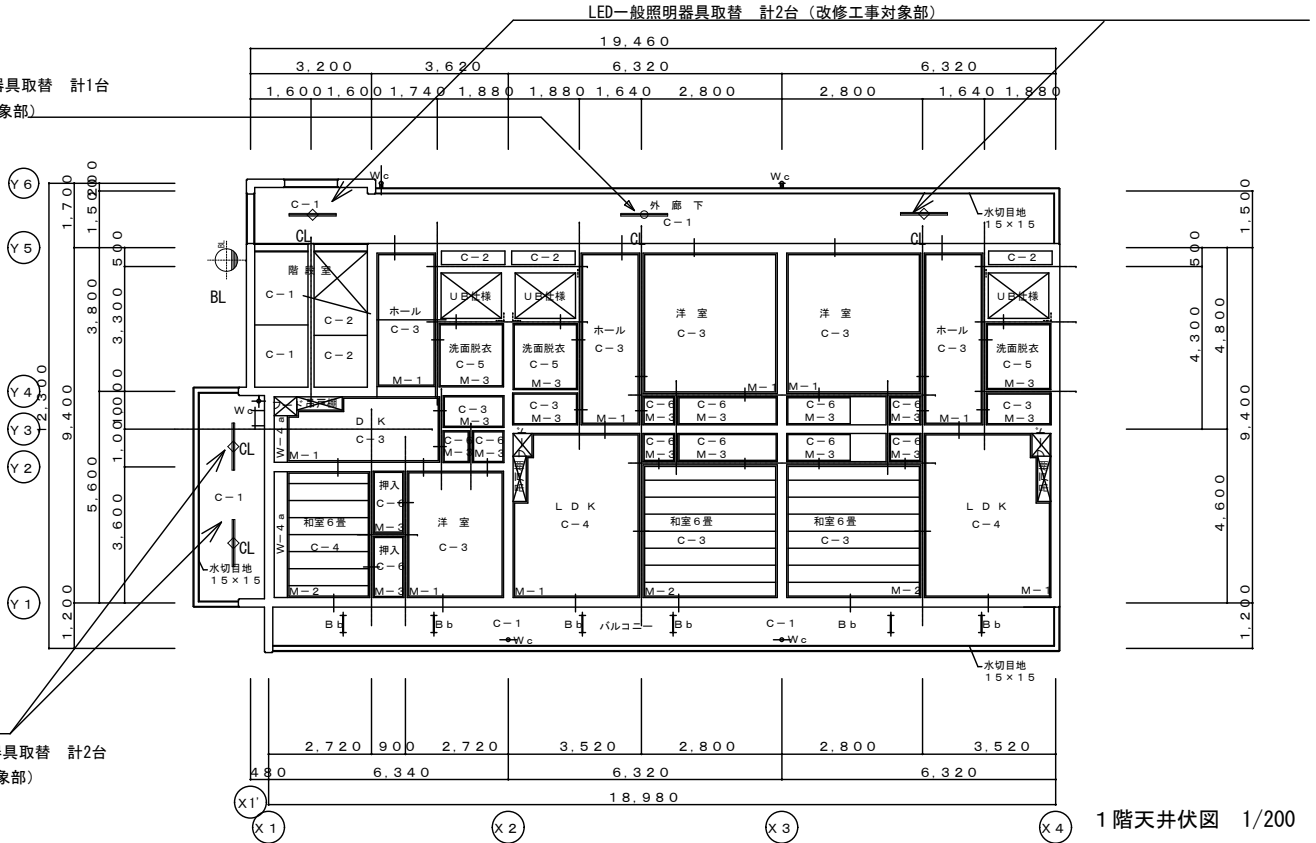 LED一般照明器具取替 計2台（改修工事対象部）
19,460
3,200 3,620 6,320 6,320
器具取替 計1台
1,600 1,600 1,740 1,880 1,880 1,640 2,800 2,800 1,640 1,880
象部）
Y6
Wc Wc
C-1
外廊下
C-1
水切目地
15×15
CL CL CL
1,700 1,500
1,500
Y5
BL
階段室
C-2 C-2 C-2
C-1
C-2
UB仕様 UB仕様 UB仕様
ホール
C-3
ホール
C-3
洋室
C-3
洋室
C-3
ホール
C-3
500
3,300
3,800
500
4,300
4,800
C-1 C-2
洗面脱衣
C-5
M-3
洗面脱衣
C-5
M-3
洗面脱衣
C-5
M-3
M-1 M-1 M-1
Y4
12,300
9,400
9,400
Wc
C-3
M-3
C-3
M-3
M-1
C-6
M-3
C-6
M-3
C-6
M-3
C-6
M-3
M-1
C-3
M-3
Y3
1,000
W-4a
DK
C-3
M-1
C-6
M-3
C-6
M-3
C-6
M-3
C-6
M-3
C-6
M-3
C-6
M-3
Y2
CL
C-1
CL
5,600
3,600
4,600
W-4a
和室6畳
C-4
M-2
押入
C-6
M-3
押入
C-6
M-3
洋室
C-3
M-1
LDK
C-4
M-1
和室6畳
C-3
M-2
和室6畳
C-3
M-2
LDK
C-4
M-1
水切目地
15×15
Y1
1,200
1,200
Bb Bb C-1 Bb バルコニー Bb C-1 Bb Bb
Wc Wc
水切目地
15×15
器具取替 計2台
象部）
2,720 900 2,720 3,520 2,800 2,800 3,520
480 6,340 6,320 6,320
18,980
X1'
X1 X2 X3 X4
1階天井伏図 1/200